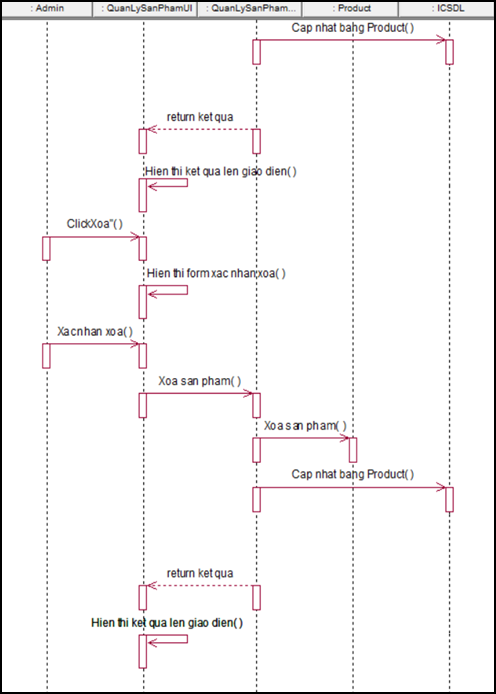 : Admin
: QuanLySanPhamUI
: QuanLySanPham...
: Product
: ICSDL
Cap nhat bang Product( )
return ket qua
Hien thi ket qua len giao dien( )
ClickXoa"( )
Hien thi form xac nhan xoa( )
Xac nhan xoa( )
Xoa san pham( )
Xoa san pham( )
Cap nhat bang Product( )
return ket qua
Hien thi ket qua len giao dien( )